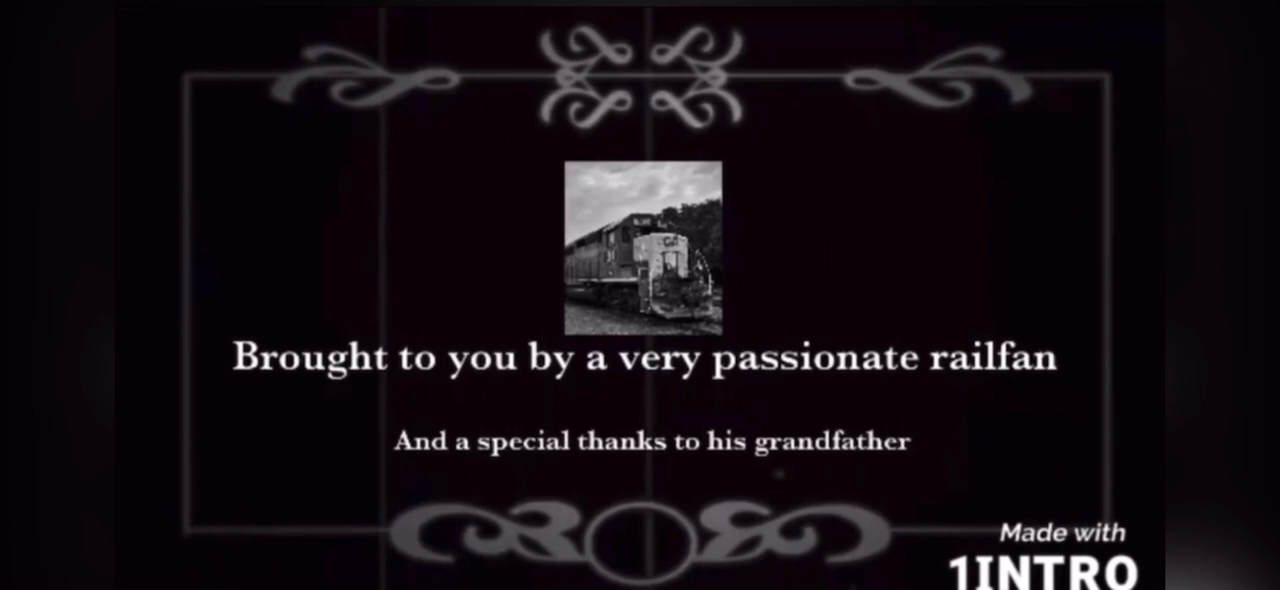 Brought to you by a very passionate railfan
And a special thanks to his grandfather
Made with
1INTRO